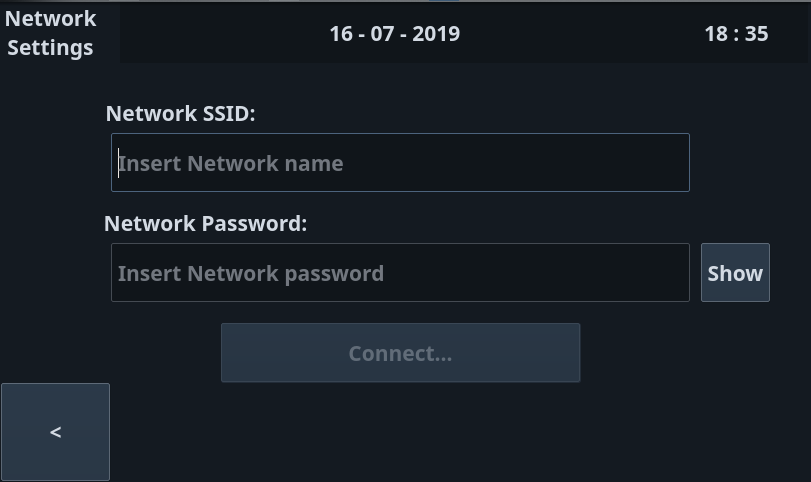 Network
Settings
16 - 07 - 2019
18 : 35
Network SSID:
Insert Network name
Network Password:
Insert Network password
Show
Connect...
<